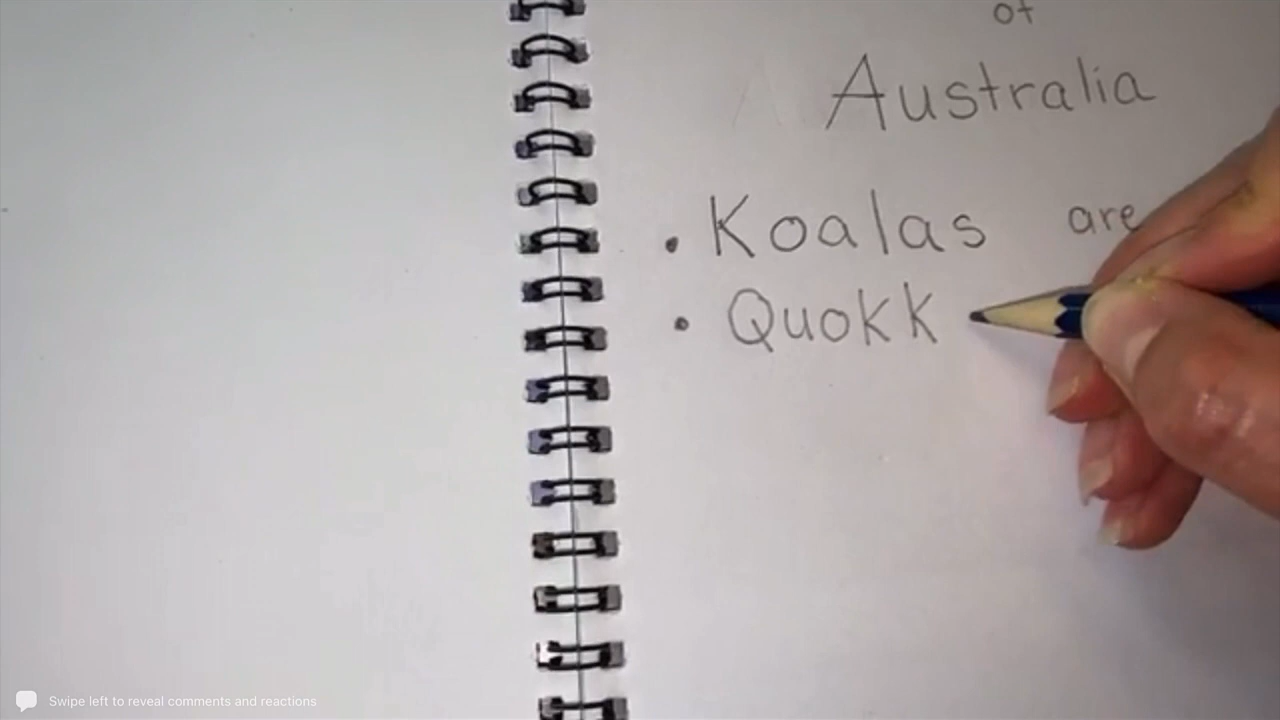 of
Australia
• Koalas are
• Quokk
Swipe left to reveal comments and reactions